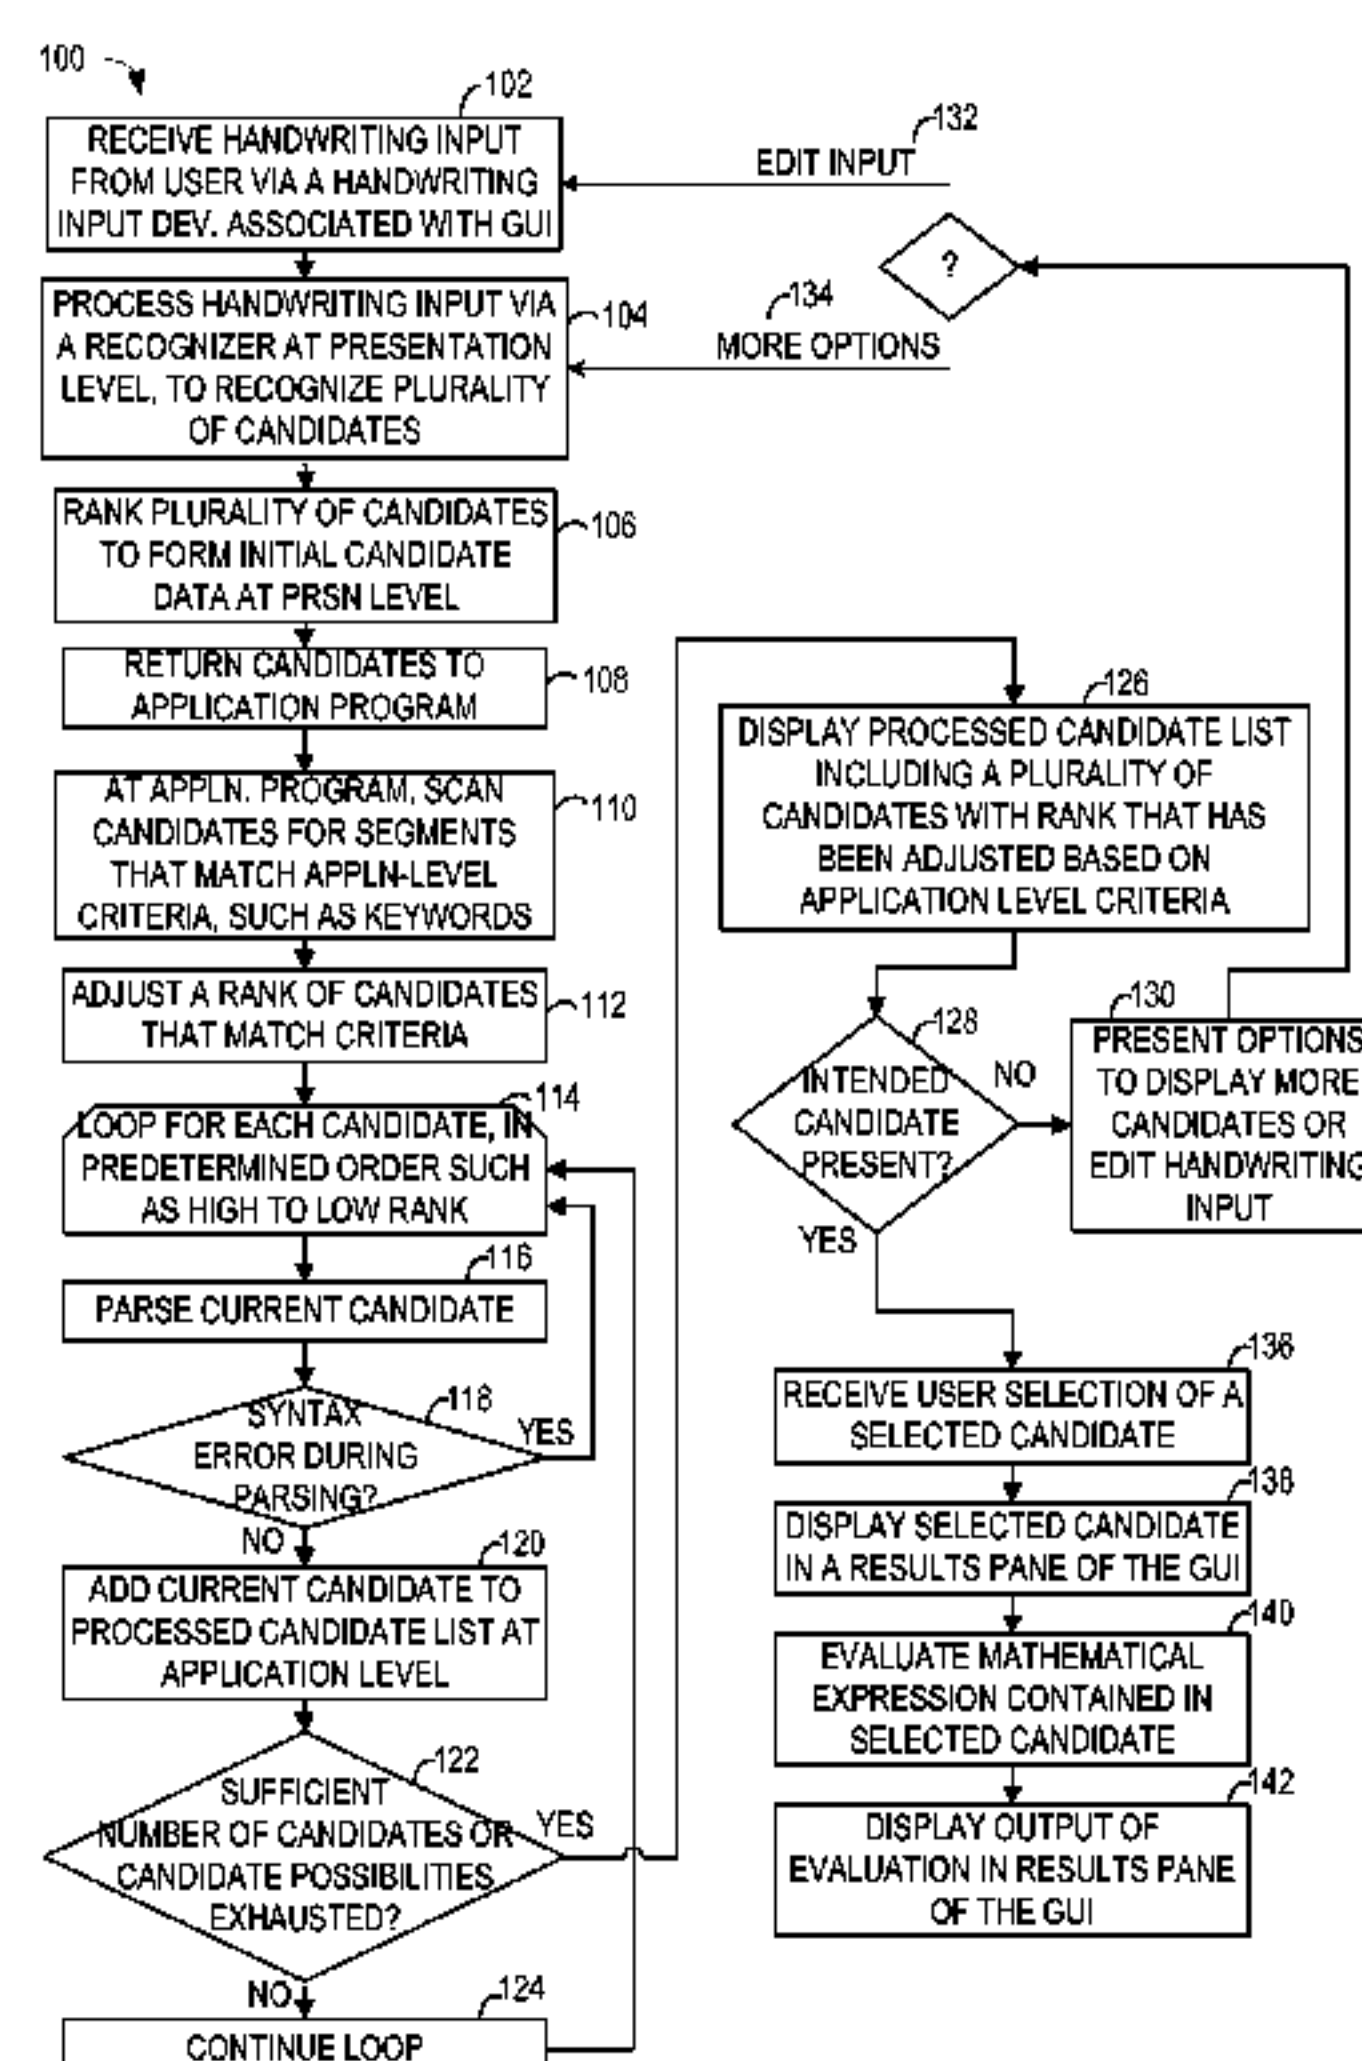 100
102
RECEIVE HANDWRITING INPUT
FROM USER VIA A HANDWRITING
INPUT DEV. ASSOCIATED WITH GUI
104
PROCESS HANDWRITING INPUT VIA
A RECOGNIZER AT PRESENTATION
LEVEL, TO RECOGNIZE PLURALITY
OF CANDIDATES
106
RANK PLURALITY OF CANDIDATES
TO FORM INITIAL CANDIDATE
DATA AT PRSN LEVEL
108
RETURN CANDIDATES TO
APPLICATION PROGRAM
110
AT APPLN. PROGRAM, SCAN
CANDIDATES FOR SEGMENTS
THAT MATCH APPLN-LEVEL
CRITERIA, SUCH AS KEYWORDS
112
ADJUST A RANK OF CANDIDATES
THAT MATCH CRITERIA
114
LOOP FOR EACH CANDIDATE, IN
PREDETERMINED ORDER SUCH
AS HIGH TO LOW RANK
116
PARSE CURRENT CANDIDATE
118
SYNTAX
ERROR DURING
PARSING?
YES
NO
120
ADD CURRENT CANDIDATE TO
PROCESSED CANDIDATE LIST AT
APPLICATION LEVEL
122
SUFFICIENT
NUMBER OF CANDIDATES OR
CANDIDATE POSSIBILITIES
EXHAUSTED?
YES
NO
124
CONTINUE LOOP
132
EDIT INPUT
?
134
MORE OPTIONS
126
DISPLAY PROCESSED CANDIDATE LIST
INCLUDING A PLURALITY OF
CANDIDATES WITH RANK THAT HAS
BEEN ADJUSTED BASED ON
APPLICATION LEVEL CRITERIA
128
INTENDED
CANDIDATE
PRESENT?
NO
YES
130
PRESENT OPTIONS
TO DISPLAY MORE
CANDIDATES OR
EDIT HANDWRITING
INPUT
136
RECEIVE USER SELECTION OF A
SELECTED CANDIDATE
138
DISPLAY SELECTED CANDIDATE
IN A RESULTS PANE OF THE GUI
140
EVALUATE MATHEMATICAL
EXPRESSION CONTAINED IN
SELECTED CANDIDATE
142
DISPLAY OUTPUT OF
EVALUATION IN RESULTS PANE
OF THE GUI